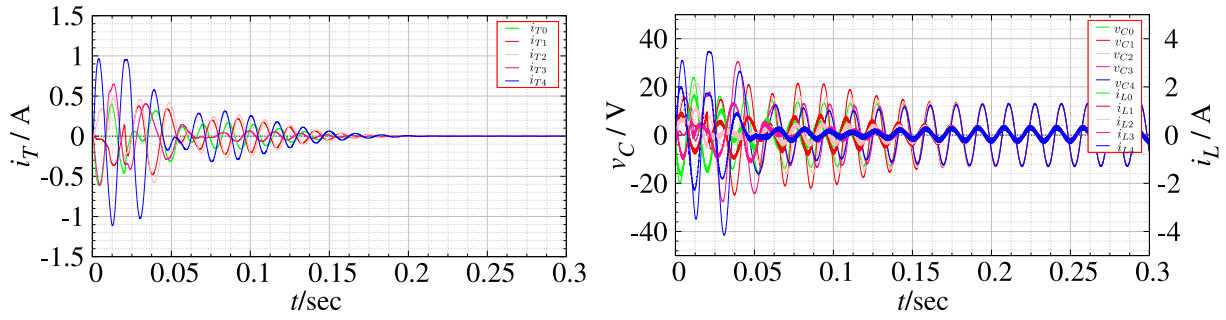 1.5
1
0.5
0
-0.5
-1
-1.5
i_T / A
0 0.05 0.1 0.15 0.2 0.25 0.3
t/sec
i_T0
i_T1
i_T2
i_T3
i_T4
40
20
0
-20
-40
v_C / V
0 0.05 0.1 0.15 0.2 0.25 0.3
t/sec
4
2
0
-2
-4
i_L / A
v_C0
v_C1
v_C2
v_C3
v_C4
i_L0
i_L1
i_L2
i_L3
i_L4